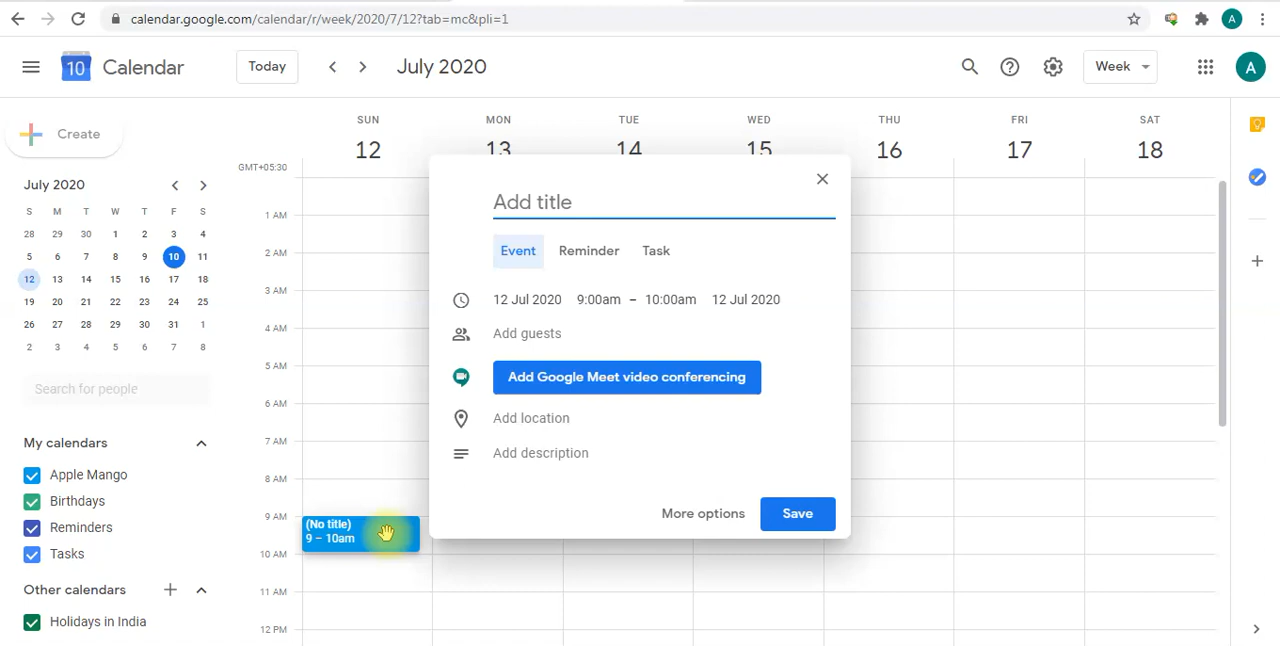 calendar.google.com/calendar/r/week/2020/7/12?tab=mc&pli=1
A
10 Calendar Today July 2020 Week A
Create
July 2020
S M T W T F S
28 29 30 1 2 3 4
5 6 7 8 9 10 11
12 13 14 15 16 17 18
19 20 21 22 23 24 25
26 27 28 29 30 31 1
2 3 4 5 6 7 8
Search for people
My calendars
Apple Mango
Birthdays
Reminders
Tasks
Other calendars
Holidays in India
SUN MON TUE WED THU FRI SAT
12 13 14 15 16 17 18
GMT+05:30
1 AM
2 AM
3 AM
4 AM
5 AM
6 AM
7 AM
8 AM
9 AM
10 AM
11 AM
12 PM
(No title)
9 – 10am
Add title
Event Reminder Task
12 Jul 2020 9:00am – 10:00am 12 Jul 2020
Add guests
Add Google Meet video conferencing
Add location
Add description
More options Save